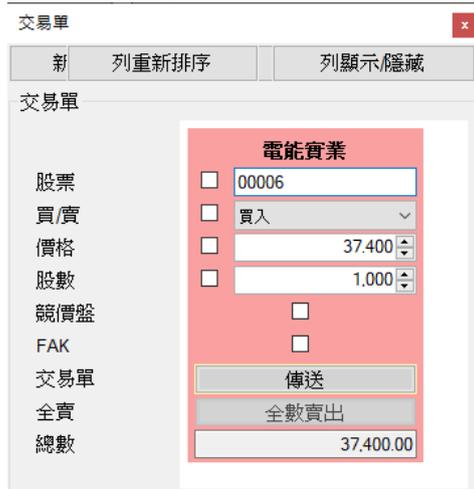 交易單
x
新 列重新排序 列顯示/隱藏
交易單
電能實業
股票 00006
買/賣 買入
價格 37.400
股數 1,000
競價盤
FAK
交易單 傳送
全賣 全數賣出
總數 37,400.00